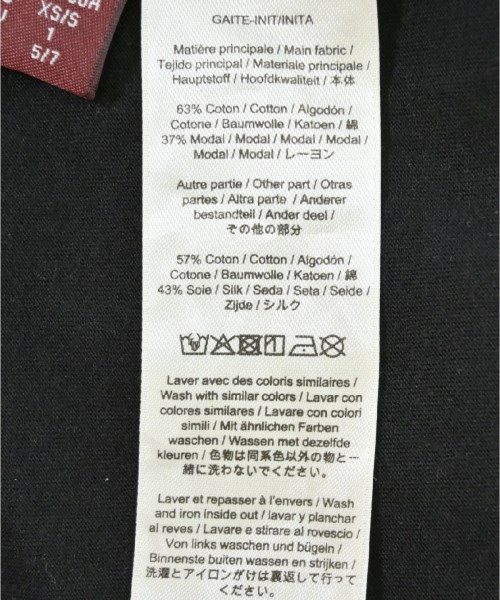 XS/S
1
5/7
GAITE-INIT/INITA
Matière principale / Main fabric /
Tejido principal / Materiale principale /
Hauptstoff / Hoofdkwaliteit / 本体
63% Coton / Cotton / Algodón /
Cotone / Baumwolle / Katoen / 綿
37% Modal / Modal / Modal / Modal /
Modal / Modal / レーヨン
Autre partie / Other part / Otras
partes / Altra parte / Anderer
bestandteil / Ander deel /
その他の部分
57% Coton / Cotton / Algodón /
Cotone / Baumwolle / Katoen / 綿
43% Soie / Silk / Seda / Seta / Seide /
Zijde / シルク
Laver avec des coloris similaires /
Wash with similar colors / Lavar con
colores similares / Lavare con colori
simili / Mit ähnlichen Farben
waschen / Wassen met dezelfde
kleuren / 色物は同系色以外の物と一
緒に洗わないでください。
Laver et repasser à l'envers / Wash
and iron inside out / lavar y planchar
al reves / Lavare e stirare al rovescio /
Von links waschen und bügeln /
Binnenste buiten wassen en strijken /
洗濯とアイロンがけは裏返して行って
ください。